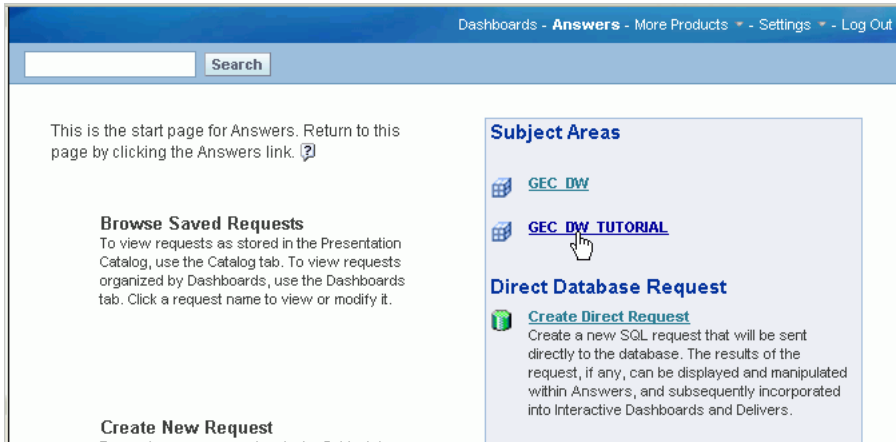 Dashboards - Answers - More Products - Settings - Log Out
Search
This is the start page for Answers. Return to this
page by clicking the Answers link.
Browse Saved Requests
To view requests as stored in the Presentation
Catalog, use the Catalog tab. To view requests
organized by Dashboards, use the Dashboards
tab. Click a request name to view or modify it.
Create New Request
Subject Areas
GEC_DW
GEC_DW_TUTORIAL
Direct Database Request
Create Direct Request
Create a new SQL request that will be sent
directly to the database. The results of the
request, if any, can be displayed and manipulated
within Answers, and subsequently incorporated
into Interactive Dashboards and Delivers.